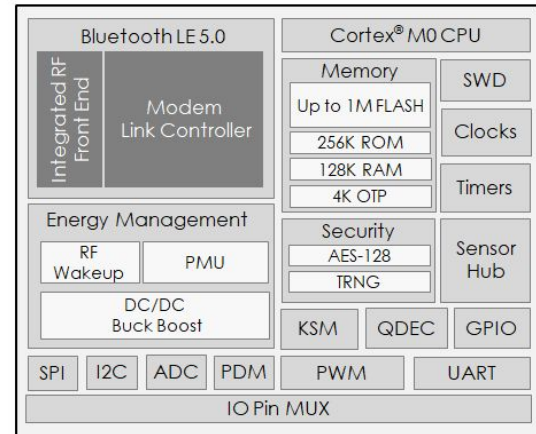 Bluetooth LE 5.0
Integrated RF
Front End
Modem
Link Controller
Energy Management
RF
Wakeup
PMU
DC/DC
Buck Boost
Cortex® M0 CPU
Memory
Up to 1M FLASH
256K ROM
128K RAM
4K OTP
Security
AES-128
TRNG
SWD
Clocks
Timers
Sensor
Hub
KSM
QDEC
GPIO
SPI
I2C
ADC
PDM
PWM
UART
IO Pin MUX